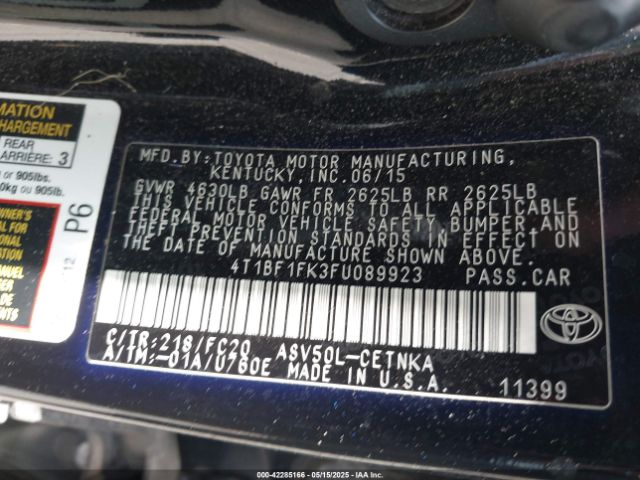 MATION
HARGEMENT
REAR
ARRIÈRE: 3
or 905lbs.
0kg ou 905lb.
P6
12
MFD. BY: TOYOTA MOTOR MANUFACTURING,
KENTUCKY, INC. 06/15
GVWR 4630LB GAWR FR 2625LB RR 2625LB
THIS VEHICLE CONFORMS TO ALL APPLICABLE
FEDERAL MOTOR VEHICLE SAFETY, BUMPER, AND
THEFT PREVENTION STANDARDS IN EFFECT ON
THE DATE OF MANUFACTURE SHOWN ABOVE.
4T1BF1FK3FU089923 PASS. CAR
C/TR: 218/FC20 ASV50L-CETNKA
A/TM: -01A/U760E MADE IN U.S.A.
11399
TOYOTA
000-42285166 - 05/15/2025 - IAA Inc.